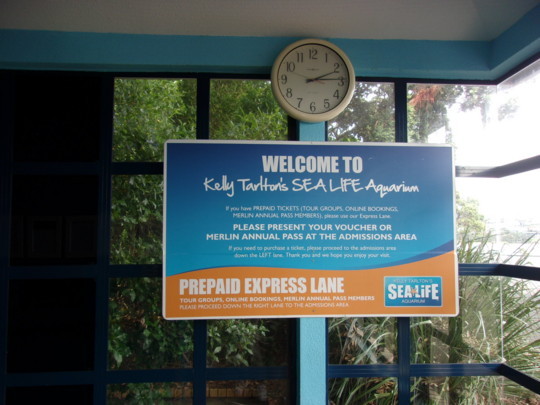 12
1
2
3
4
5
6
7
8
9
10
11
WELCOME TO
Kelly Tarlton's SEA LIFE Aquarium
If you have PREPAID TICKETS (TOUR GROUPS, ONLINE BOOKINGS,
MERLIN ANNUAL PASS MEMBERS), please use our Express Lane.
PLEASE PRESENT YOUR VOUCHER OR
MERLIN ANNUAL PASS AT THE ADMISSIONS AREA
If you need to purchase a ticket, please proceed to the admissions area
down the LEFT lane. Thank you and we hope you enjoy your visit.
PREPAID EXPRESS LANE
TOUR GROUPS, ONLINE BOOKINGS, MERLIN ANNUAL PASS MEMBERS
PLEASE PROCEED DOWN THE RIGHT LANE TO THE ADMISSIONS AREA
KELLY TARLTON'S
SEA LIFE
AQUARIUM